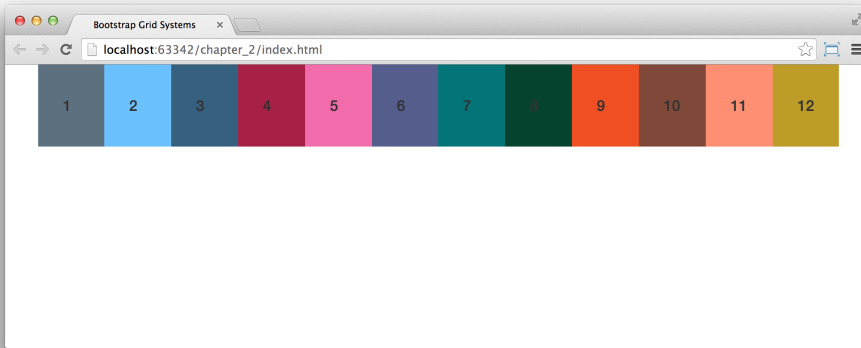 Bootstrap Grid Systems
localhost:63342/chapter_2/index.html
1 2 3 4 5 6 7 8 9 10 11 12